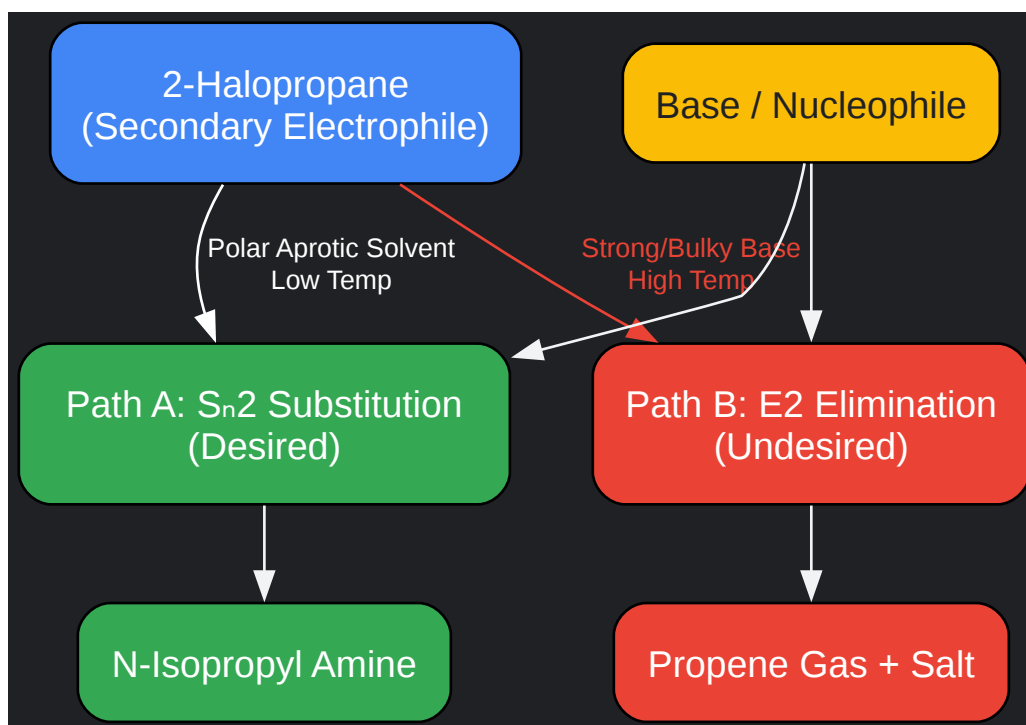 2-Halopropane
(Secondary Electrophile)
Base / Nucleophile
Polar Aprotic Solvent
Low Temp
Strong/Bulky Base
High Temp
Path A: Sₙ2 Substitution
(Desired)
Path B: E2 Elimination
(Undesired)
N-Isopropyl Amine
Propene Gas + Salt